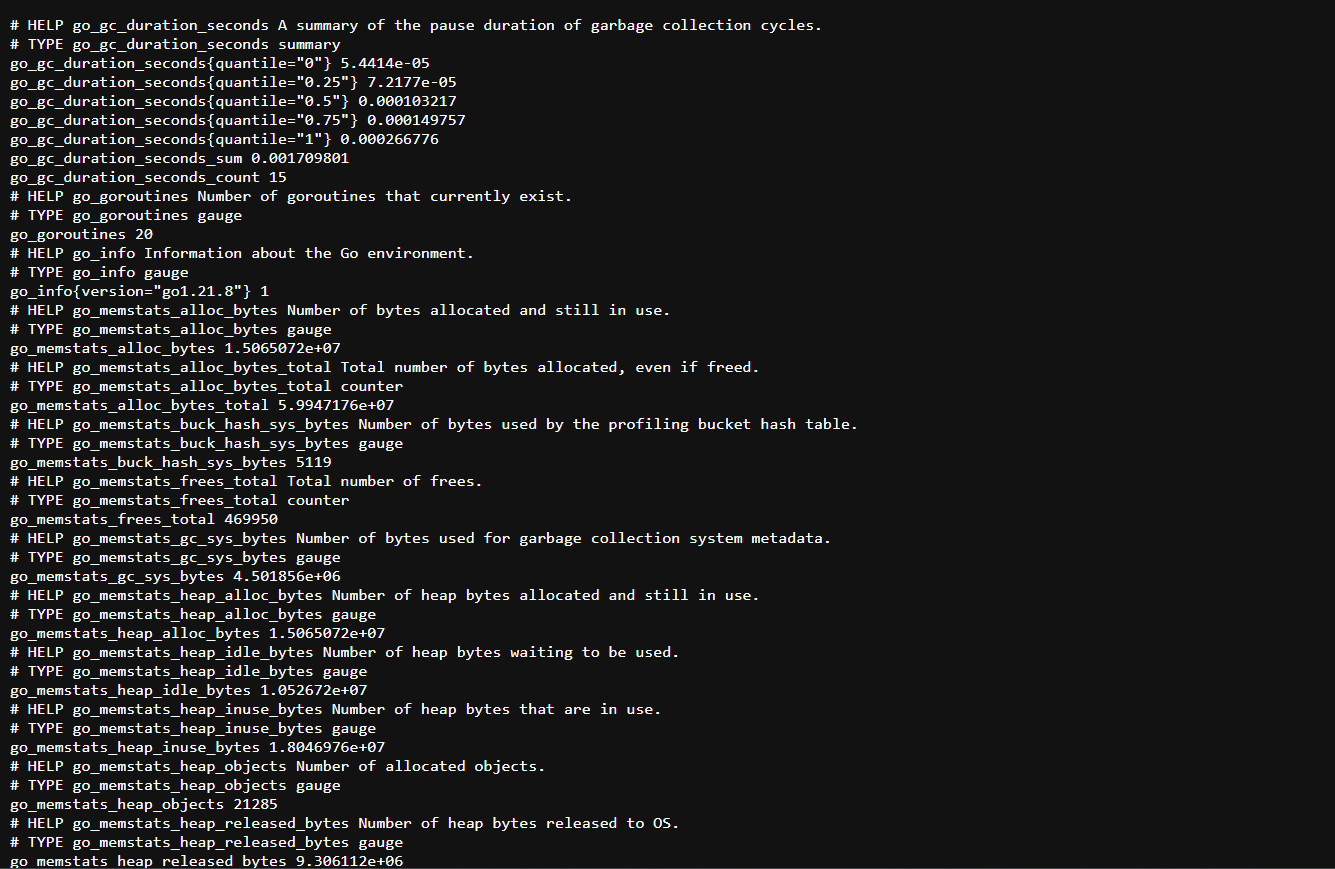 # HELP go_gc_duration_seconds A summary of the pause duration of garbage collection cycles.
# TYPE go_gc_duration_seconds summary
go_gc_duration_seconds{quantile="0"} 5.4414e-05
go_gc_duration_seconds{quantile="0.25"} 7.2177e-05
go_gc_duration_seconds{quantile="0.5"} 0.000103217
go_gc_duration_seconds{quantile="0.75"} 0.000149757
go_gc_duration_seconds{quantile="1"} 0.000266776
go_gc_duration_seconds_sum 0.001709801
go_gc_duration_seconds_count 15
# HELP go_goroutines Number of goroutines that currently exist.
# TYPE go_goroutines gauge
go_goroutines 20
# HELP go_info Information about the Go environment.
# TYPE go_info gauge
go_info{version="go1.21.8"} 1
# HELP go_memstats_alloc_bytes Number of bytes allocated and still in use.
# TYPE go_memstats_alloc_bytes gauge
go_memstats_alloc_bytes 1.5065072e+07
# HELP go_memstats_alloc_bytes_total Total number of bytes allocated, even if freed.
# TYPE go_memstats_alloc_bytes_total counter
go_memstats_alloc_bytes_total 5.9947176e+07
# HELP go_memstats_buck_hash_sys_bytes Number of bytes used by the profiling bucket hash table.
# TYPE go_memstats_buck_hash_sys_bytes gauge
go_memstats_buck_hash_sys_bytes 5119
# HELP go_memstats_frees_total Total number of frees.
# TYPE go_memstats_frees_total counter
go_memstats_frees_total 469950
# HELP go_memstats_gc_sys_bytes Number of bytes used for garbage collection system metadata.
# TYPE go_memstats_gc_sys_bytes gauge
go_memstats_gc_sys_bytes 4.501856e+06
# HELP go_memstats_heap_alloc_bytes Number of heap bytes allocated and still in use.
# TYPE go_memstats_heap_alloc_bytes gauge
go_memstats_heap_alloc_bytes 1.5065072e+07
# HELP go_memstats_heap_idle_bytes Number of heap bytes waiting to be used.
# TYPE go_memstats_heap_idle_bytes gauge
go_memstats_heap_idle_bytes 1.052672e+07
# HELP go_memstats_heap_inuse_bytes Number of heap bytes that are in use.
# TYPE go_memstats_heap_inuse_bytes gauge
go_memstats_heap_inuse_bytes 1.8046976e+07
# HELP go_memstats_heap_objects Number of allocated objects.
# TYPE go_memstats_heap_objects gauge
go_memstats_heap_objects 21285
# HELP go_memstats_heap_released_bytes Number of heap bytes released to OS.
# TYPE go_memstats_heap_released_bytes gauge
go_memstats_heap_released_bytes 9.306112e+06